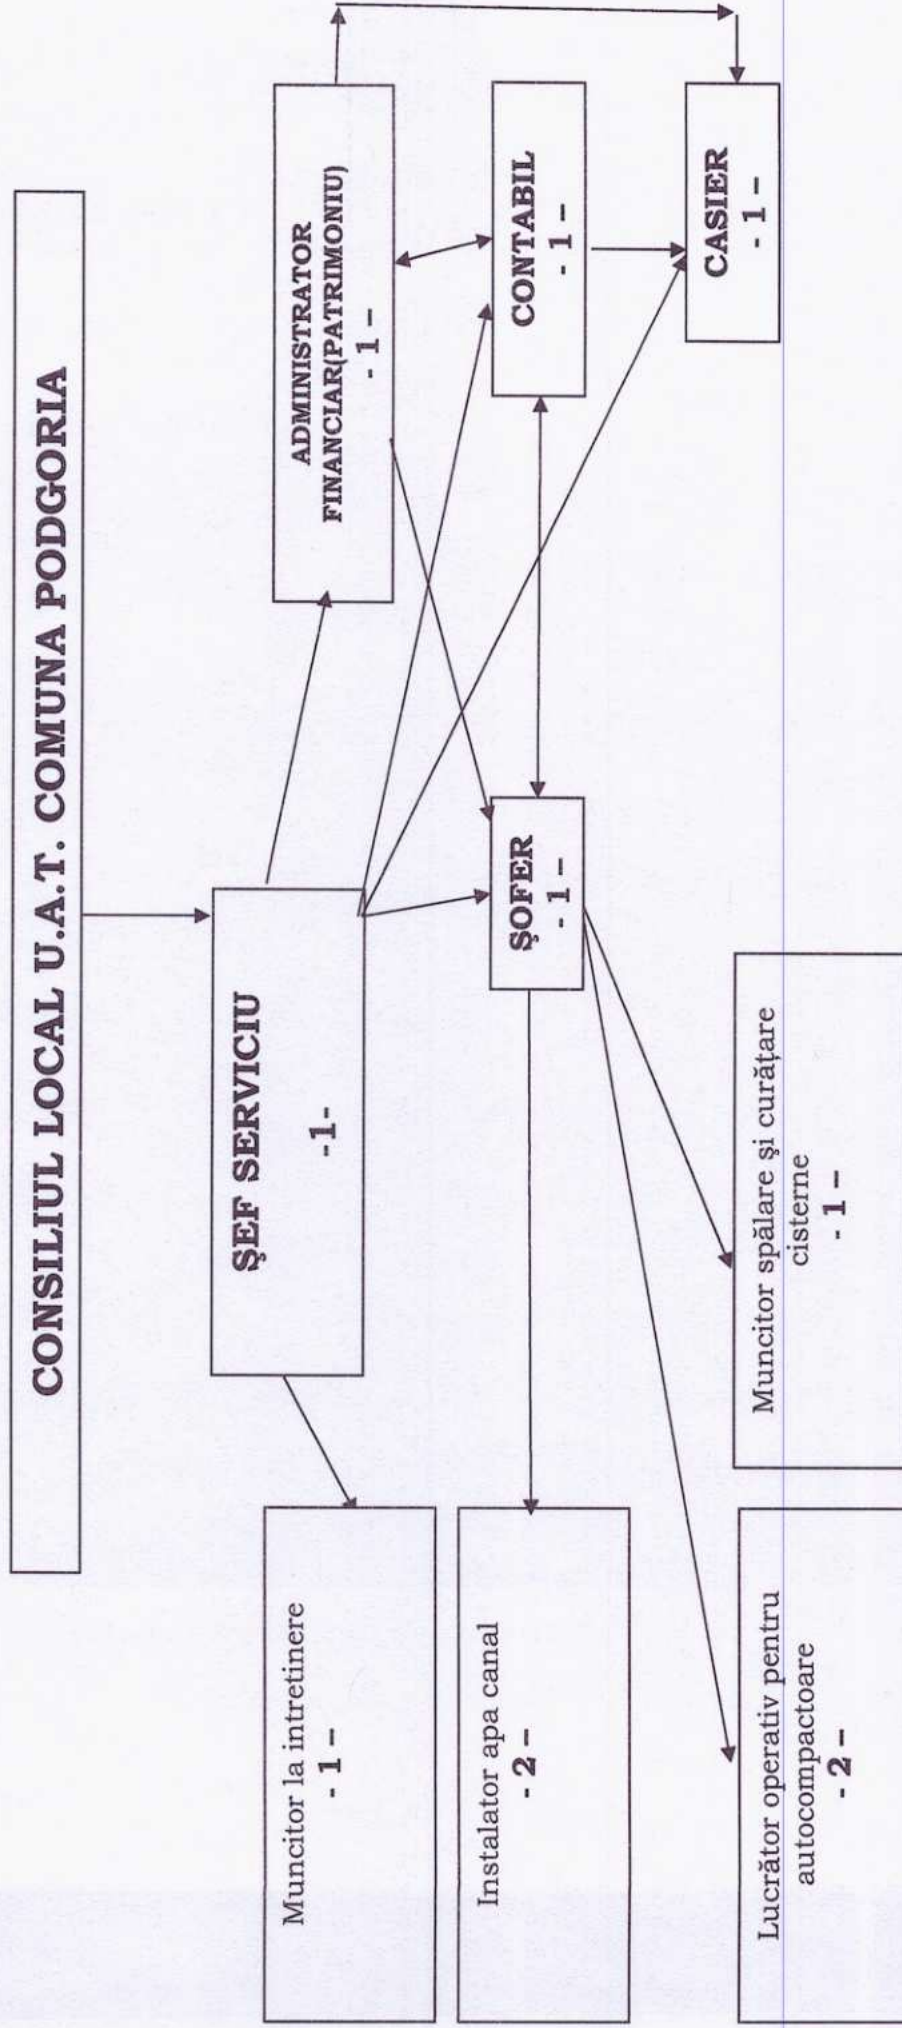 CONSILIUL LOCAL U.A.T. COMUNA PODGORIA
ŞEF SERVICIU
-1-
ADMINISTRATOR
FINANCIAR(PATRIMONIU)
- 1 –
Muncitor la intretinere
- 1 –
Instalator apa canal
- 2 –
ŞOFER
- 1 –
CONTABIL
- 1 –
CASIER
- 1 –
Lucrător operativ pentru
autocompactoare
- 2 –
Muncitor spălare şi curăţare
cisterne
- 1 –